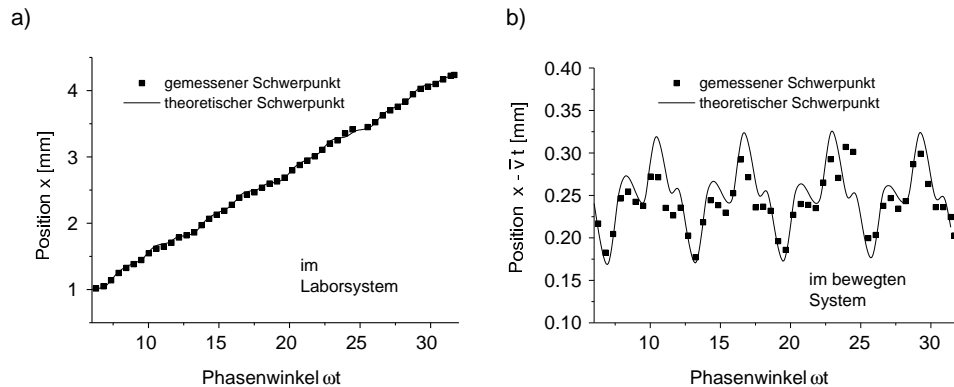 a)
gemessener Schwerpunkt
theoretischer Schwerpunkt
Position x [mm]
4
3
2
1
im
Laborsystem
10 15 20 25 30
Phasenwinkel ωt
b)
gemessener Schwerpunkt
theoretischer Schwerpunkt
Position x - v̅ t [mm]
0.40
0.35
0.30
0.25
0.20
0.15
0.10
im bewegten
System
10 15 20 25 30
Phasenwinkel ωt